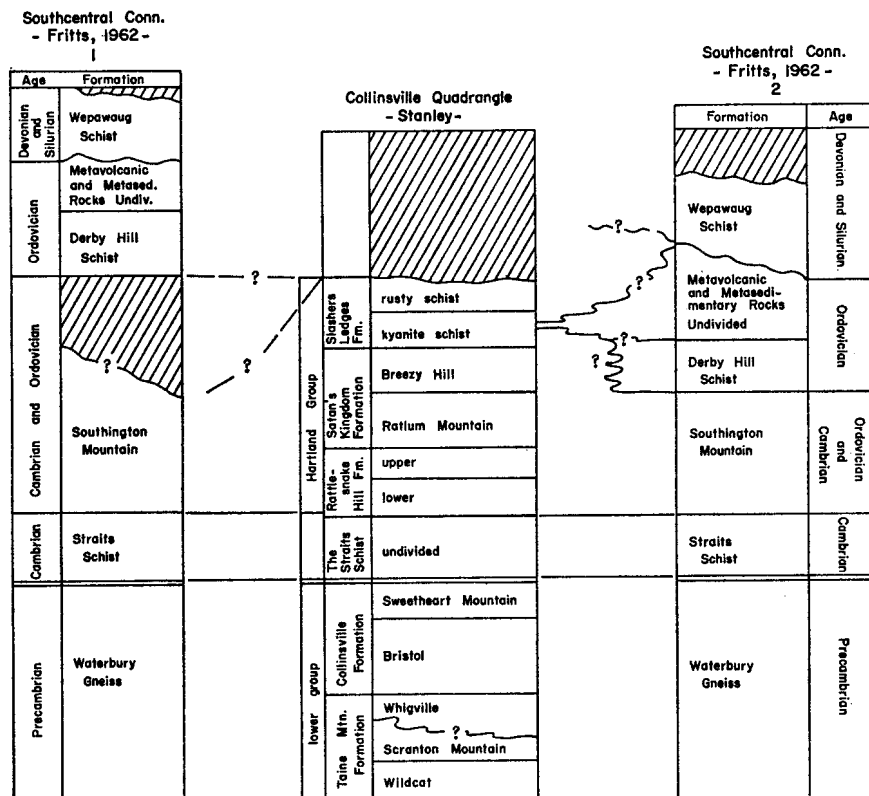 Southcentral Conn.
- Fritts, 1962 -
1
Age
Formation
Devonian
and
Silurian
Wepawaug
Schist
Ordovician
Metavolcanic
and Metased.
Rocks Undiv.
Derby Hill
Schist
Cambrian and Ordovician
?
Southington
Mountain
Cambrian
Straits
Schist
Precambrian
Waterbury
Gneiss
?
?
Collinsville Quadrangle
- Stanley -
Hartland Group
Slashers
Ledges
Fm.
rusty schist
kyanite schist
Satan's
Kingdom
Formation
Breezy Hill
Ratlum Mountain
Rattle-
snake
Hill Fm.
upper
lower
The
Straits
Schist
undivided
lower group
Collinsville
Formation
Sweetheart Mountain
Bristol
Taine Mtn.
Formation
Whigville
?
Scranton Mountain
Wildcat
?
?
?
?
Southcentral Conn.
- Fritts, 1962 -
2
Formation
Age
Wepawaug
Schist
Devonian and Silurian
Metavolcanic
and Metasedi-
mentary Rocks
Undivided
Ordovician
Derby Hill
Schist
Southington
Mountain
Ordovician
and
Cambrian
Straits
Schist
Cambrian
Waterbury
Gneiss
Precambrian